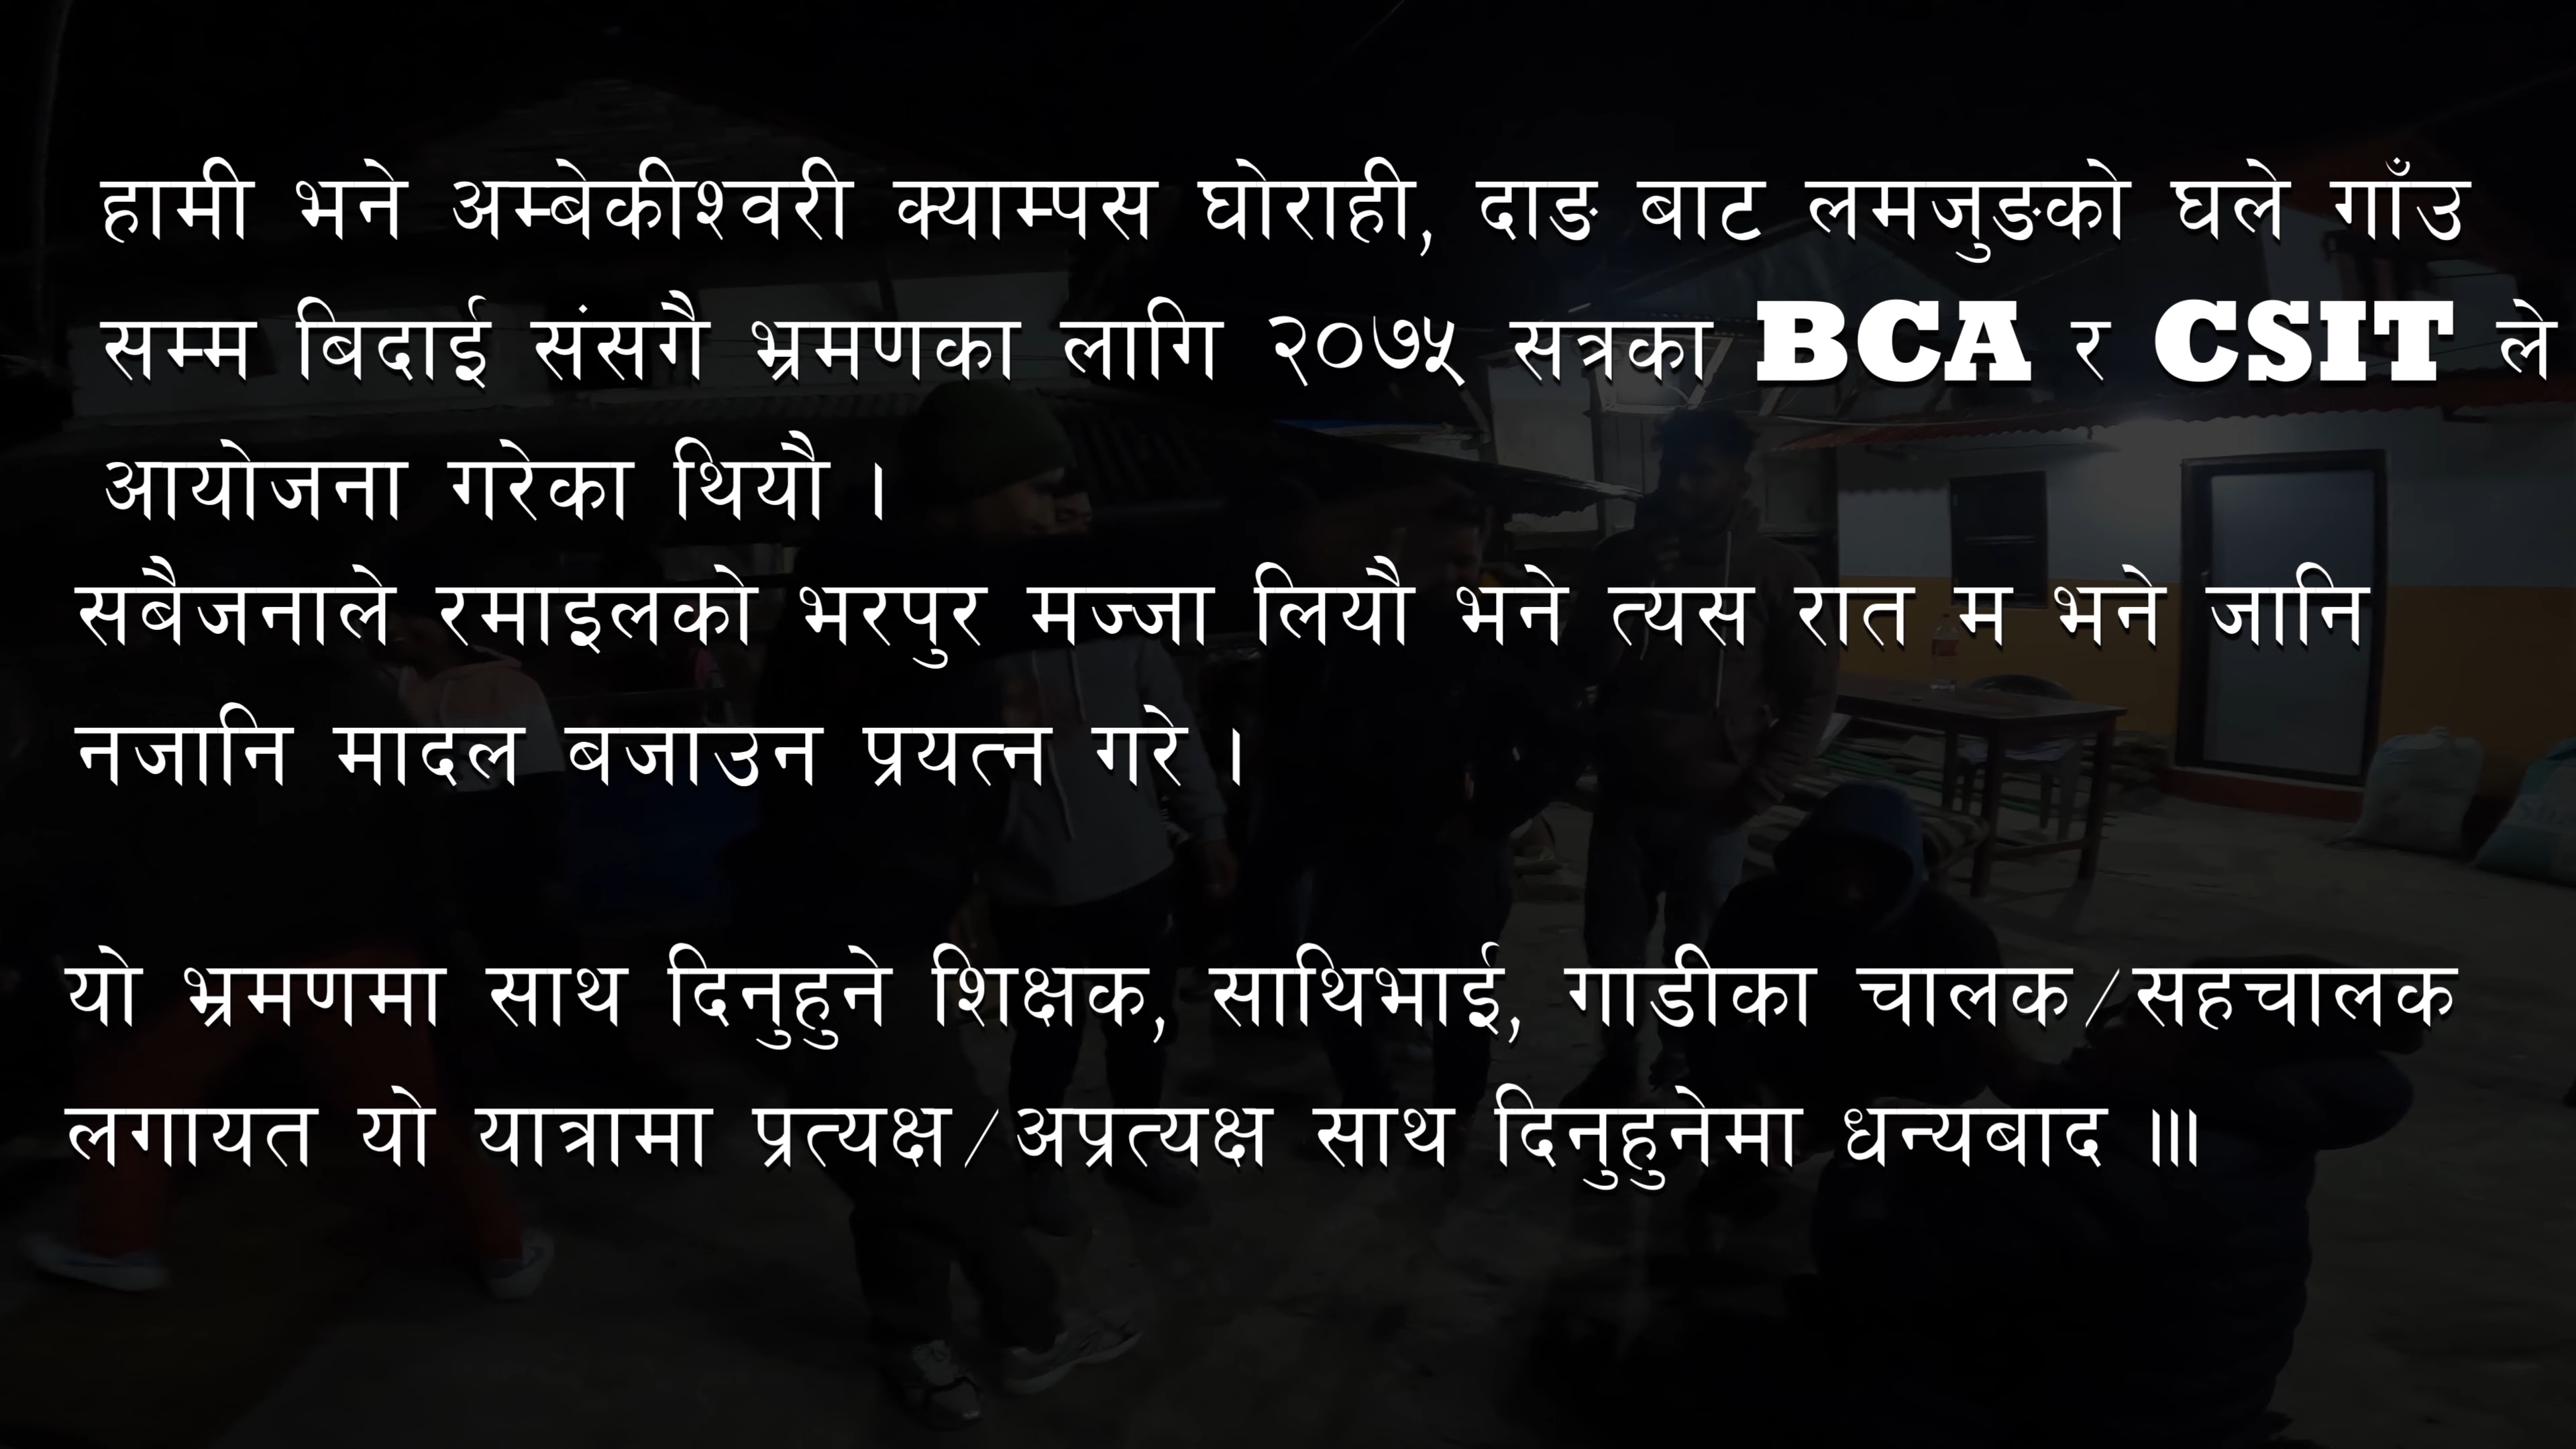 हामी भने अम्बेकीश्वरी क्याम्पस घोराही, दाङ बाट लमजुङको घले गाँउ
सम्म बिदाई संसगै भ्रमणका लागि २०७५ सत्रका BCA र CSIT ले
आयोजना गरेका थियौ ।
सबैजनाले रमाइलको भरपुर मज्जा लियौ भने त्यस रात म भने जानि
नजानि मादल बजाउन प्रयत्न गरे ।
यो भ्रमणमा साथ दिनुहुने शिक्षक, साथिभाई, गाडीका चालक/सहचालक
लगायत यो यात्रामा प्रत्यक्ष/अप्रत्यक्ष साथ दिनुहुनेमा धन्यबाद ।।।